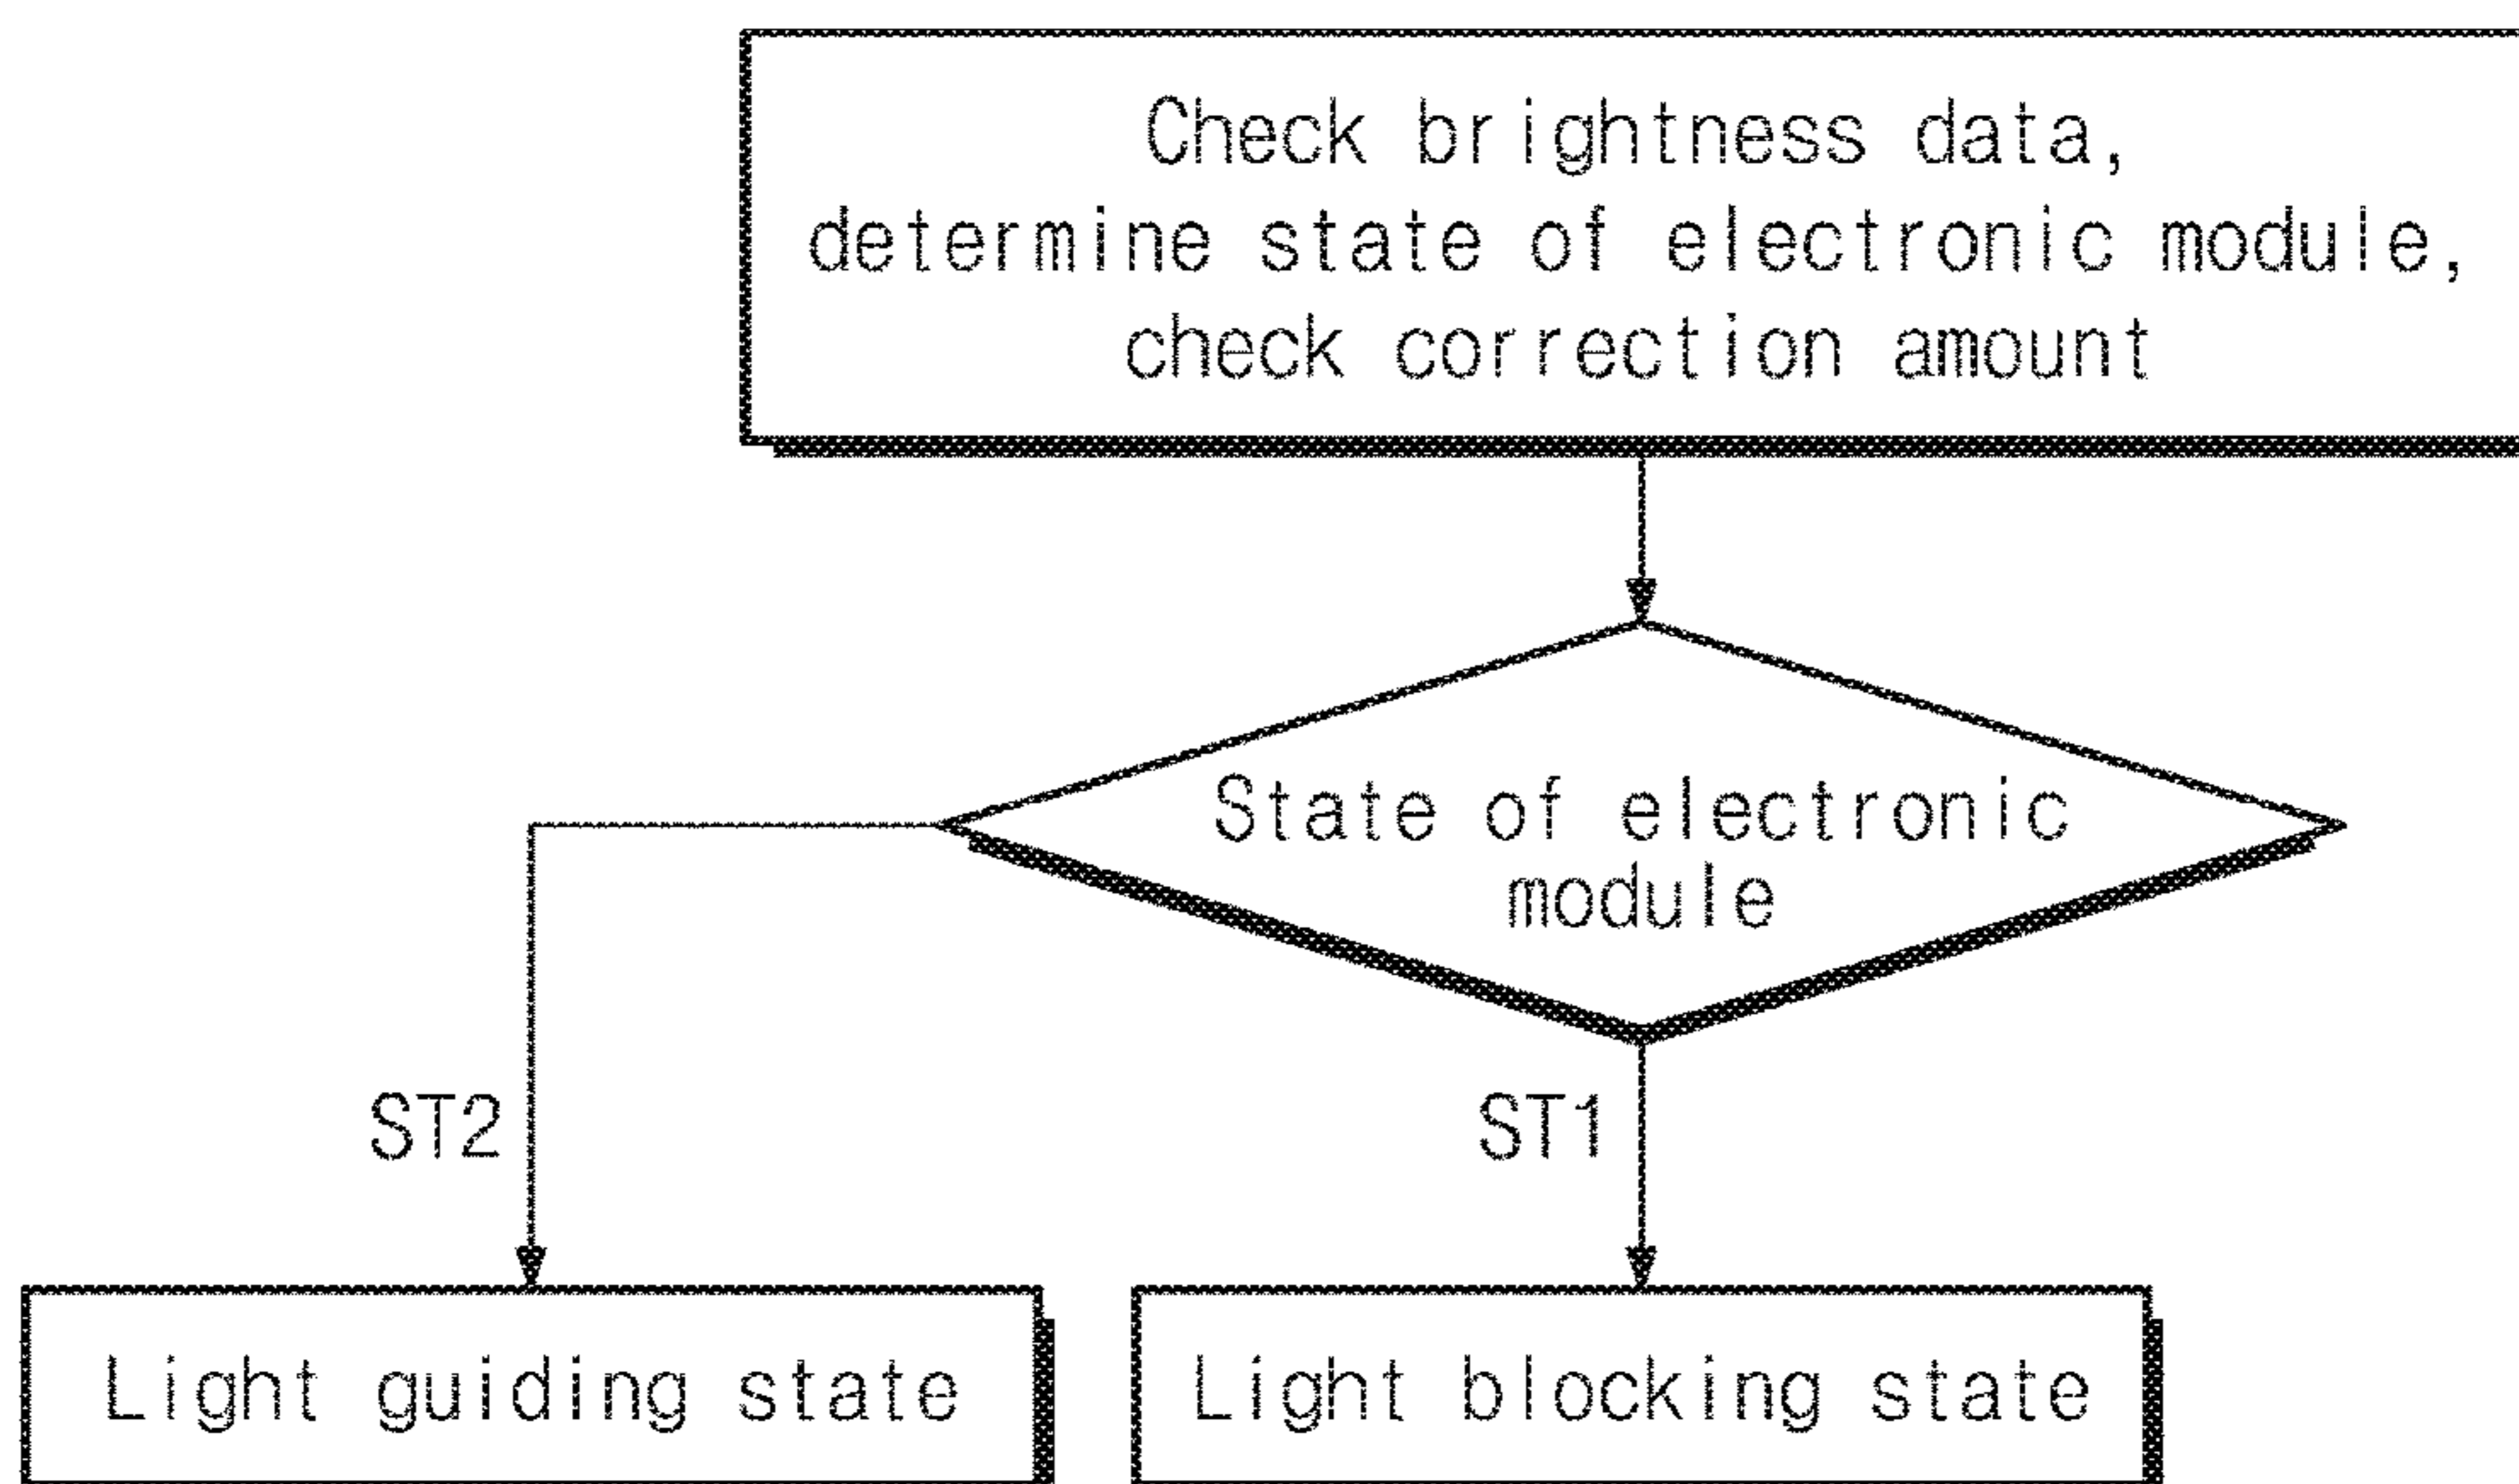 Check brightness data,
determine state of electronic module,
check correction amount
State of electronic
module
ST2
ST1
Light guiding state
Light blocking state